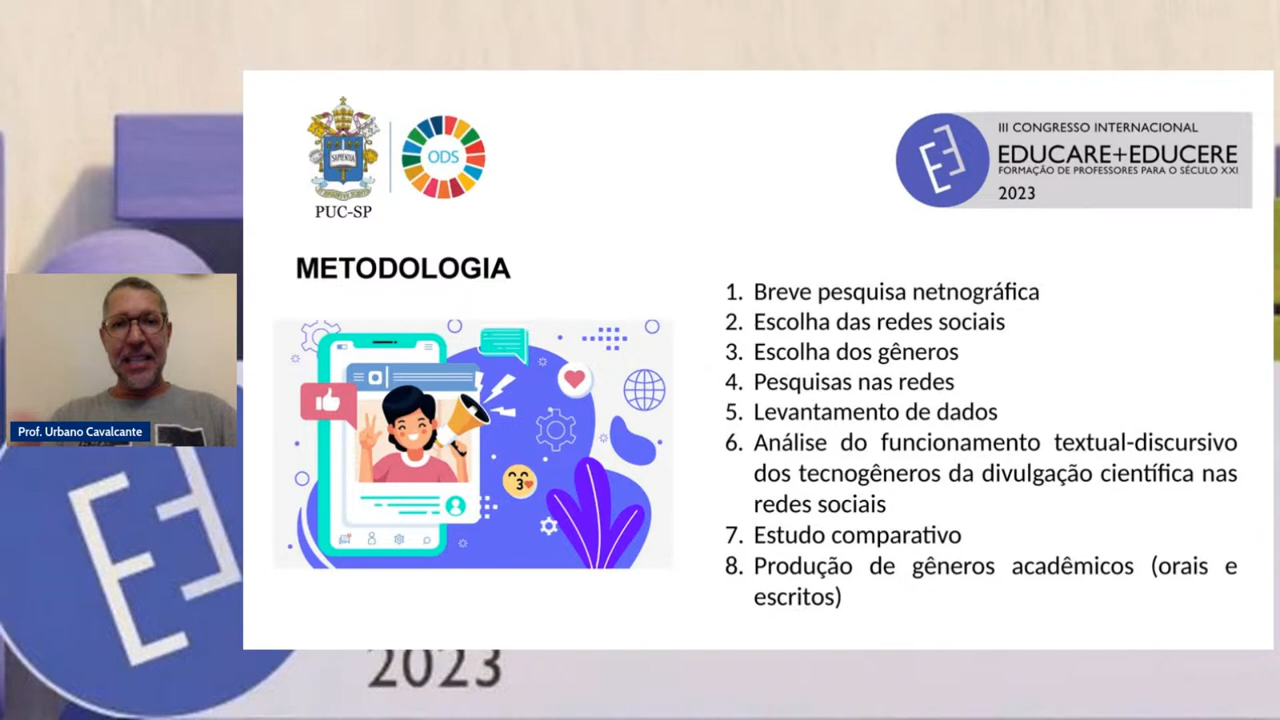 SAPIENTIA
PUC-SP
ODS
III CONGRESSO INTERNACIONAL
EDUCARE+EDUCERE
FORMAÇÃO DE PROFESSORES PARA O SÉCULO XXI
2023
METODOLOGIA
1. Breve pesquisa netnográfica
2. Escolha das redes sociais
3. Escolha dos gêneros
4. Pesquisas nas redes
5. Levantamento de dados
6. Análise do funcionamento textual-discursivo
dos tecnogêneros da divulgação científica nas
redes sociais
7. Estudo comparativo
8. Produção de gêneros acadêmicos (orais e
escritos)
Prof. Urbano Cavalcante
2023